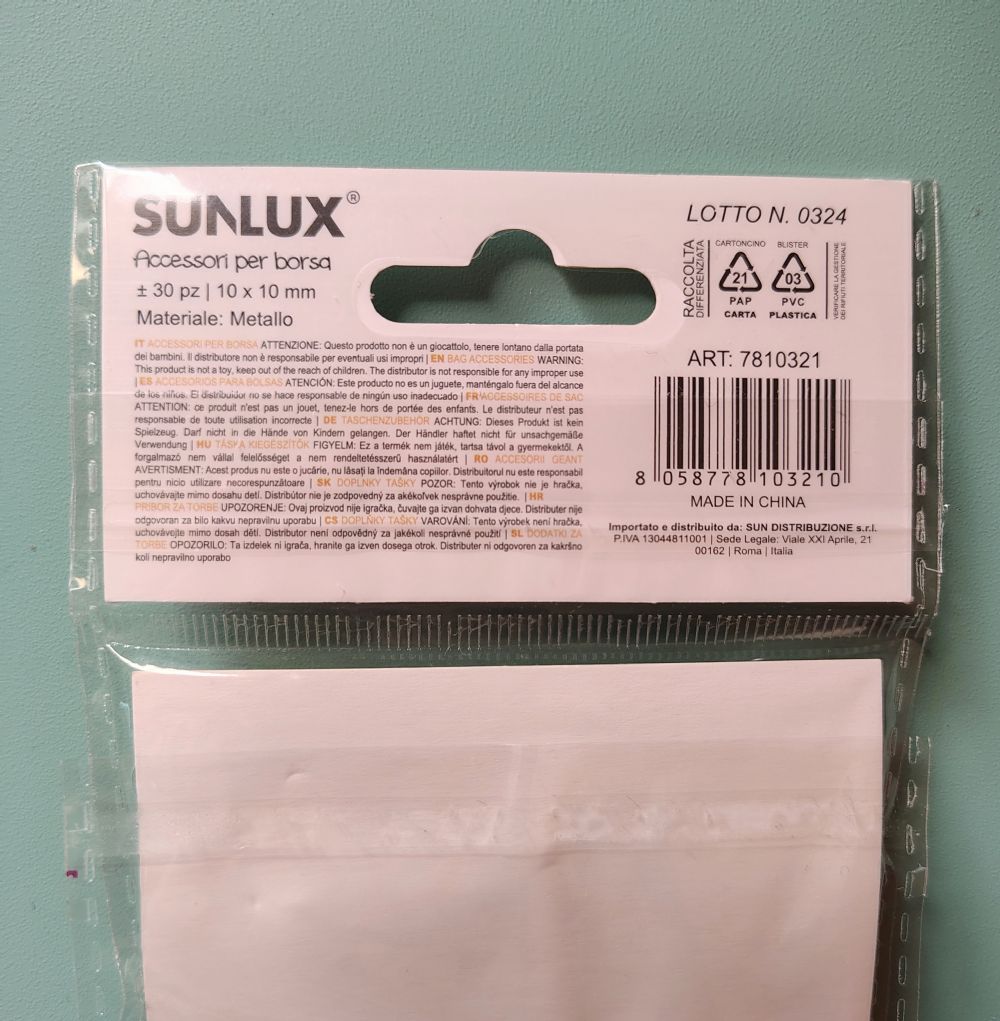 SUNLUX®
Accessori per borsa
± 30 pz | 10 x 10 mm
Materiale: Metallo
IT ACCESSORI PER BORSA ATTENZIONE: Questo prodotto non è un giocattolo, tenere lontano dalla portata
dei bambini. Il distributore non è responsabile per eventuali usi impropri | EN BAG ACCESSORIES WARNING:
This product is not a toy, keep out of the reach of children. The distributor is not responsible for any improper use
| ES ACCESORIOS PARA BOLSAS ATENCIÓN: Este producto no es un juguete, manténgalo fuera del alcance
de los niños. El distribuidor no se hace responsable de ningún uso inadecuado | FR ACCESSOIRES DE SAC
ATTENTION: ce produit n'est pas un jouet, tenez-le hors de portée des enfants. Le distributeur n'est pas
responsable de toute utilisation incorrecte | DE TASCHENZUBEHÖR ACHTUNG: Dieses Produkt ist kein
Spielzeug. Darf nicht in die Hände von Kindern gelangen. Der Händler haftet nicht für unsachgemäße
Verwendung | HU TÁSKA KIEGÉSZÍTŐK FIGYELM: Ez a termék nem játék, tartsa távol a gyermekektől. A
forgalmazó nem vállal felelősséget a nem rendeltetésszerű használatért | RO ACCESORII GEANT
AVERTISMENT: Acest produs nu este o jucărie, nu lăsați la îndemâna copiilor. Distribuitorul nu este responsabil
pentru nicio utilizare necorespunzătoare | SK DOPLNKY TAŠKY POZOR: Tento výrobok nie je hračka,
uchovávajte mimo dosahu detí. Distribútor nie je zodpovedný za akékoľvek nesprávne použitie. | HR
PRIBOR ZA TORBE UPOZORENJE: Ovaj proizvod nije igračka, čuvajte ga izvan dohvata djece. Distributer nije
odgovoran za bilo kakvu nepravilnu uporabu | CS DOPLŇKY TAŠKY VAROVÁNÍ: Tento výrobek není hračka,
uchovávejte mimo dosah dětí. Distributor není odpovědný za jakékoli nesprávné použití | SL DODATKI ZA
TORBE OPOZORILO: Ta izdelek ni igrača, hranite ga izven dosega otrok. Distributer ni odgovoren za kakršno
koli nepravilno uporabo
LOTTO N. 0324
RACCOLTA
DIFFERENZIATA
CARTONCINO
21
PAP
CARTA
BLISTER
03
PVC
PLASTICA
VERIFICARE LA GESTIONE
DEI RIFIUTI TERRITORIALE
ART: 7810321
8 058778 103210
MADE IN CHINA
Importato e distribuito da: SUN DISTRIBUZIONE s.r.l.
P.IVA 13044811001 | Sede Legale: Viale XXI Aprile, 21
00162 | Roma | Italia